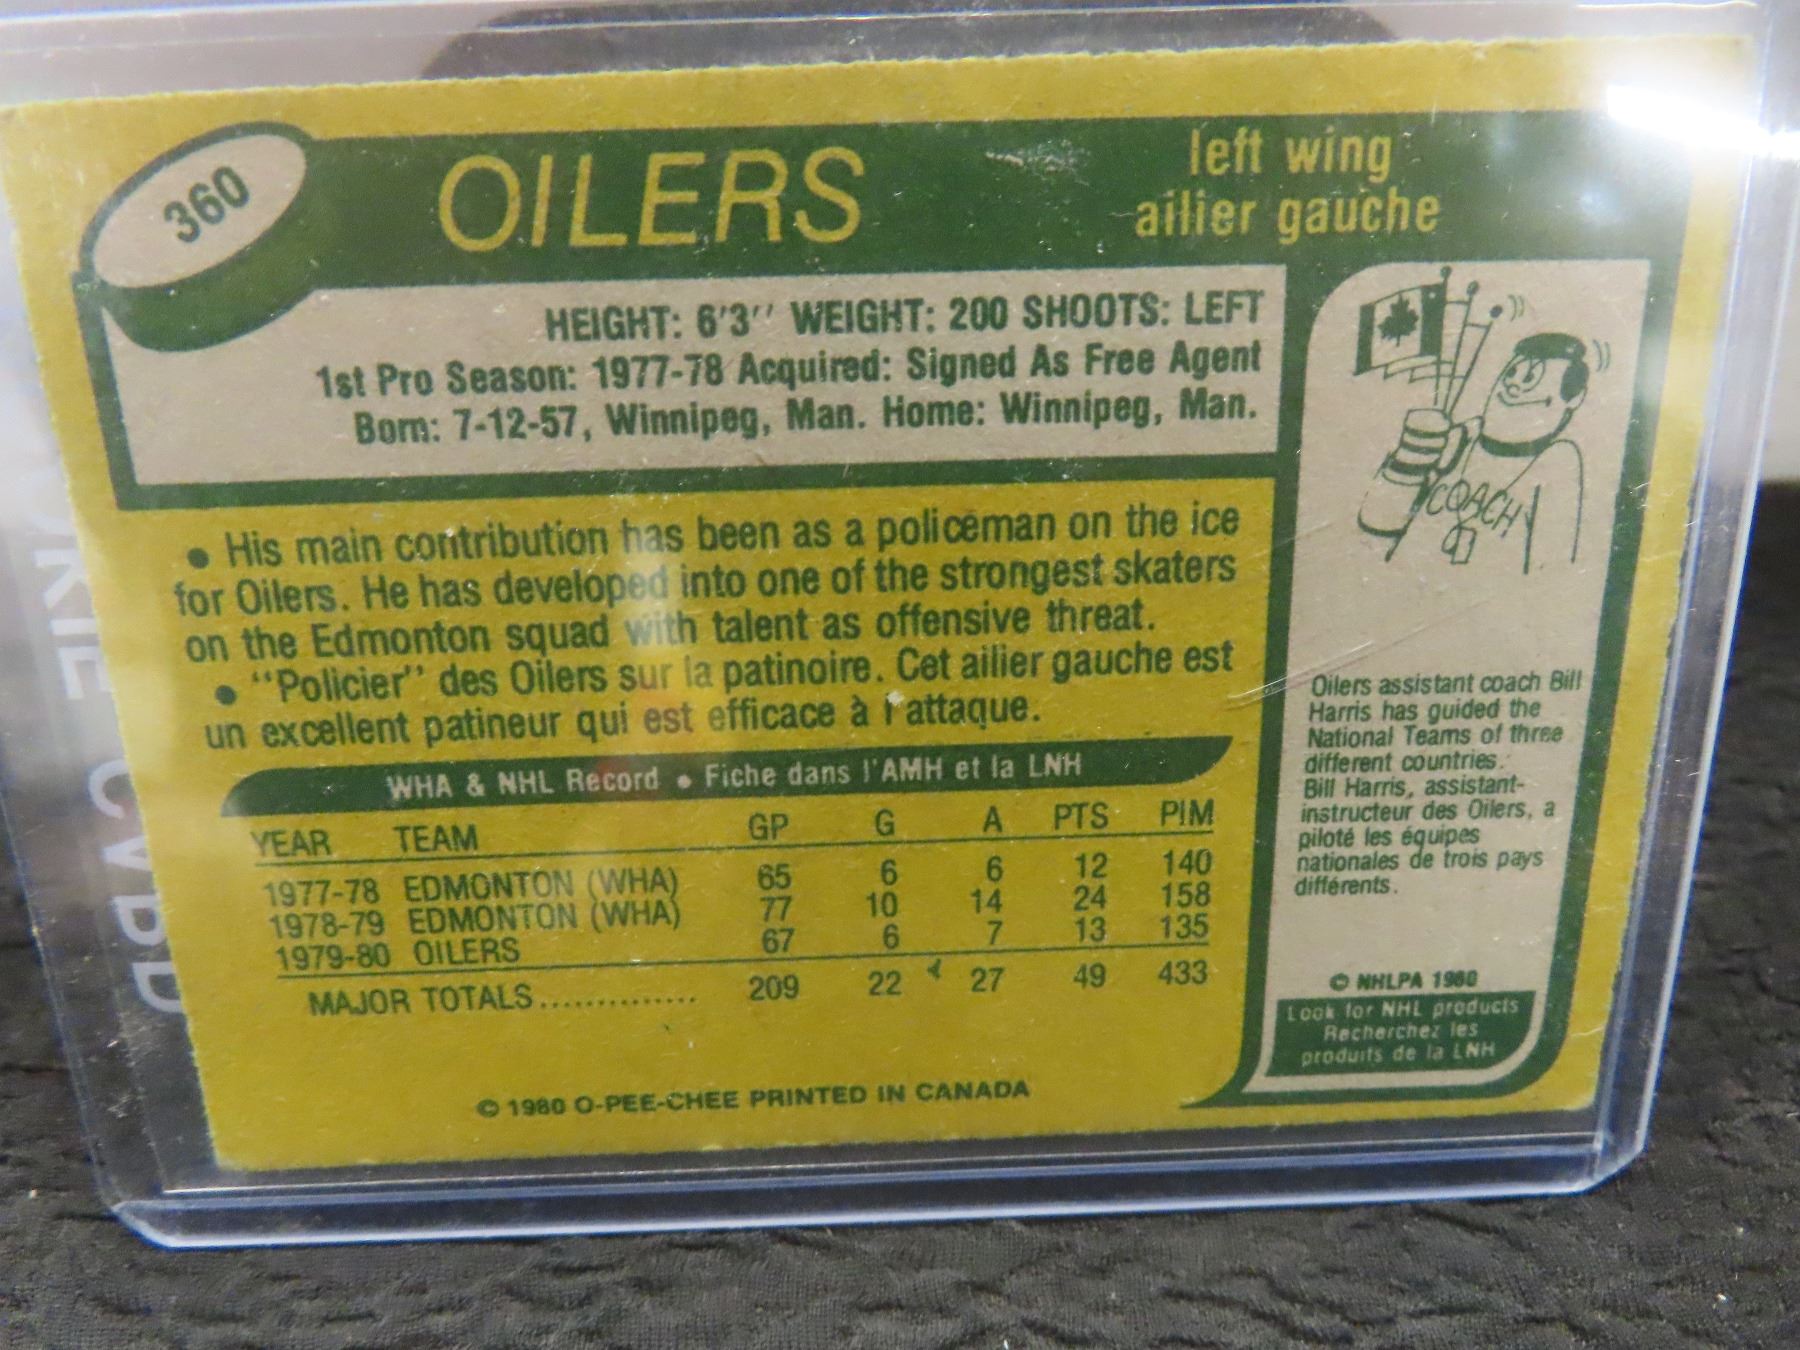 360
OILERS
left wing
ailier gauche
HEIGHT: 6'3'' WEIGHT: 200 SHOOTS: LEFT
1st Pro Season: 1977-78 Acquired: Signed As Free Agent
Born: 7-12-57, Winnipeg, Man. Home: Winnipeg, Man.
● His main contribution has been as a policeman on the ice
for Oilers. He has developed into one of the strongest skaters
on the Edmonton squad with talent as offensive threat.
● "Policier" des Oilers sur la patinoire. Cet ailier gauche est
un excellent patineur qui est efficace à l'attaque.
WHA & NHL Record ● Fiche dans l'AMH et la LNH
YEAR TEAM GP G A PTS PIM
1977-78 EDMONTON (WHA) 65 6 6 12 140
1978-79 EDMONTON (WHA) 77 10 14 24 158
1979-80 OILERS 67 6 7 13 135
MAJOR TOTALS.............. 209 22 27 49 433
© 1980 O-PEE-CHEE PRINTED IN CANADA
COACH
Oilers assistant coach Bill
Harris has guided the
National Teams of three
different countries.
Bill Harris, assistant-
instructeur des Oilers, a
piloté les équipes
nationales de trois pays
différents.
© NHLPA 1980
Look for NHL products
Recherchez les
produits de la LNH